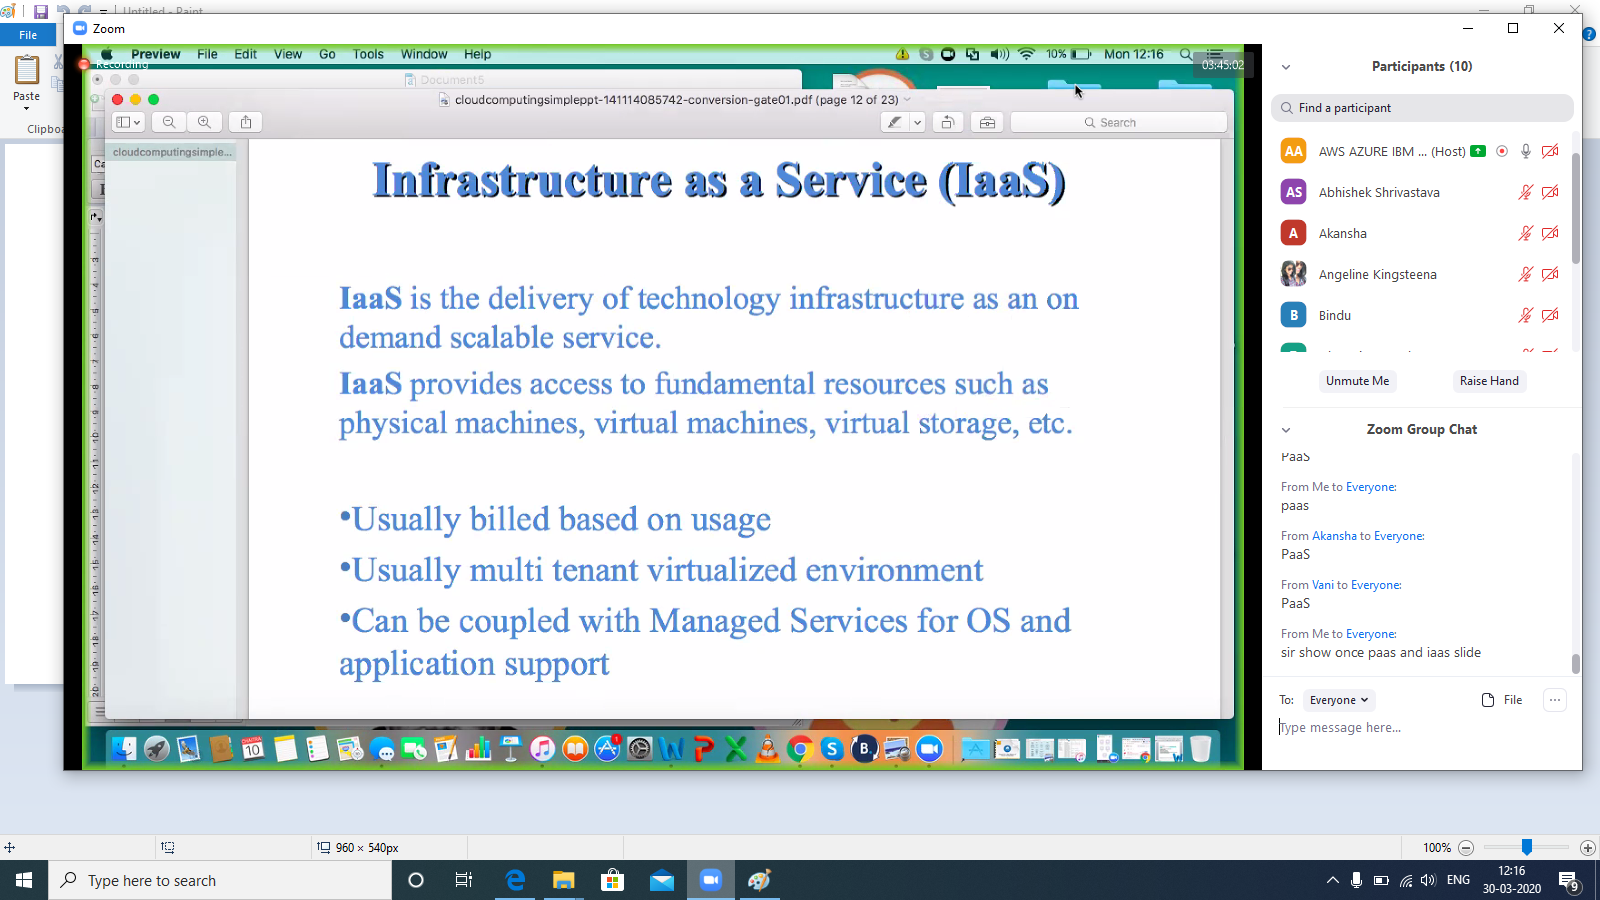 Untitled - Paint
File
Paste
Clipboa
Zoom
Preview File Edit View Go Tools Window Help
10% Mon 12:16
Recording
03:45:02
Document5
cloudcomputingsimpleppt-141114085742-conversion-gate01.pdf (page 12 of 23)
Search
cloudcomputingsimple...
Infrastructure as a Service (IaaS)
IaaS is the delivery of technology infrastructure as an on
demand scalable service.
IaaS provides access to fundamental resources such as
physical machines, virtual machines, virtual storage, etc.
•Usually billed based on usage
•Usually multi tenant virtualized environment
•Can be coupled with Managed Services for OS and
application support
Participants (10)
Find a participant
AA AWS AZURE IBM ... (Host)
AS Abhishek Shrivastava
A Akansha
Angeline Kingsteena
B Bindu
Unmute Me Raise Hand
Zoom Group Chat
PaaS
From Me to Everyone:
paas
From Akansha to Everyone:
PaaS
From Vani to Everyone:
PaaS
From Me to Everyone:
sir show once paas and iaas slide
To: Everyone File ...
Type message here...
960 × 540px
100%
Type here to search
ENG
12:16
30-03-2020
9